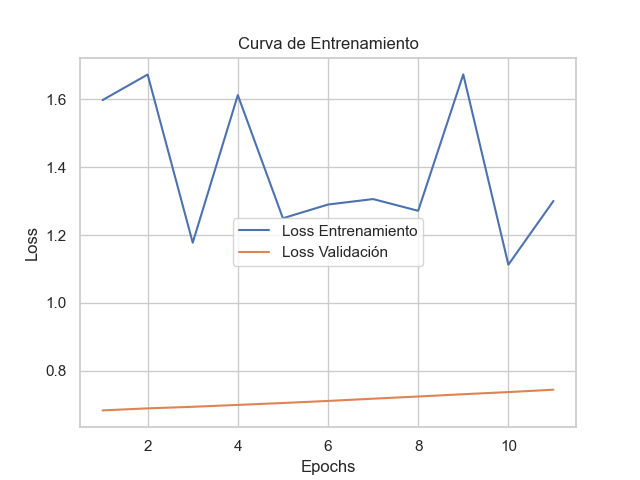 Curva de Entrenamiento
1.6
1.4
1.2
1.0
0.8
Loss
Loss Entrenamiento
Loss Validación
2 4 6 8 10
Epochs